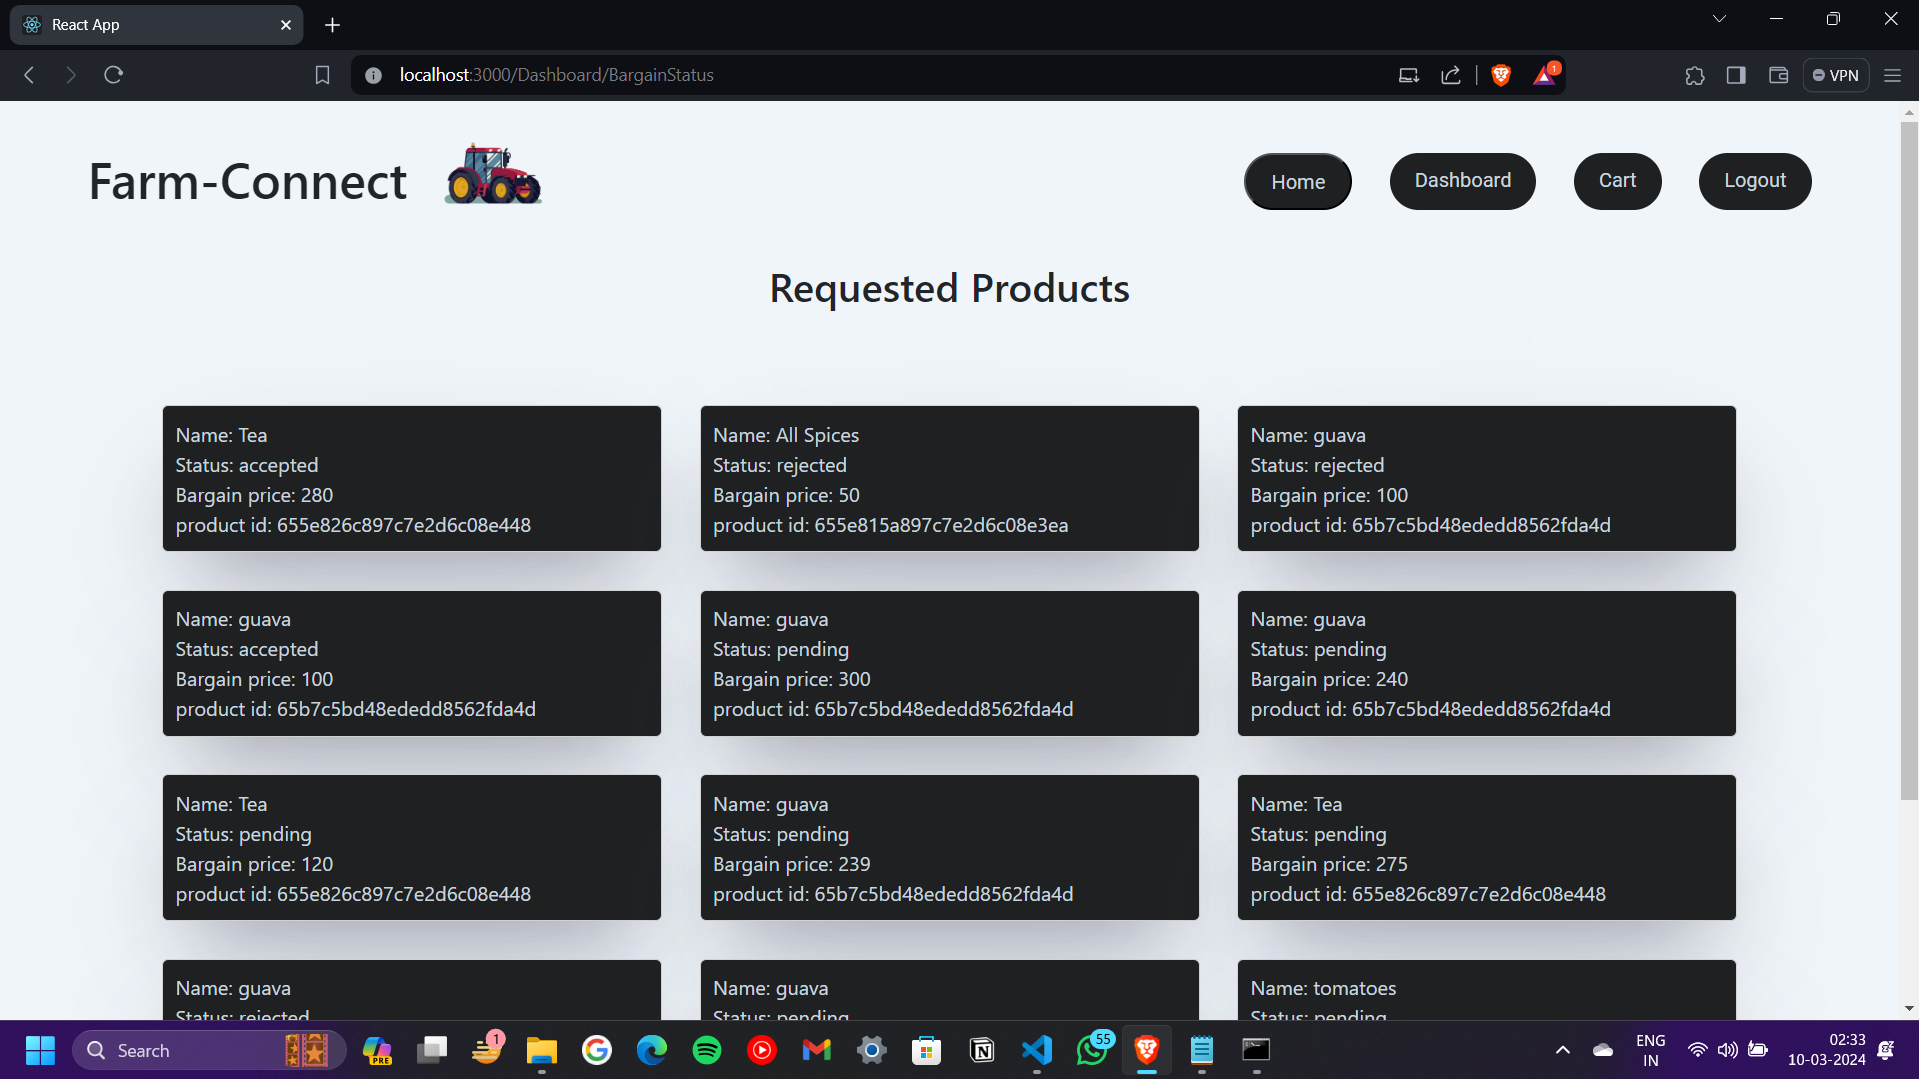 React App
localhost:3000/Dashboard/BargainStatus
1
VPN
Farm-Connect
Home
Dashboard
Cart
Logout
Requested Products
Name: Tea
Status: accepted
Bargain price: 280
product id: 655e826c897c7e2d6c08e448
Name: All Spices
Status: rejected
Bargain price: 50
product id: 655e815a897c7e2d6c08e3ea
Name: guava
Status: rejected
Bargain price: 100
product id: 65b7c5bd48ededd8562fda4d
Name: guava
Status: accepted
Bargain price: 100
product id: 65b7c5bd48ededd8562fda4d
Name: guava
Status: pending
Bargain price: 300
product id: 65b7c5bd48ededd8562fda4d
Name: guava
Status: pending
Bargain price: 240
product id: 65b7c5bd48ededd8562fda4d
Name: Tea
Status: pending
Bargain price: 120
product id: 655e826c897c7e2d6c08e448
Name: guava
Status: pending
Bargain price: 239
product id: 65b7c5bd48ededd8562fda4d
Name: Tea
Status: pending
Bargain price: 275
product id: 655e826c897c7e2d6c08e448
Name: guava
Status: rejected
Name: guava
Status: pending
Name: tomatoes
Status: pending
Search
PRE
1
55
ENG
IN
02:33
10-03-2024